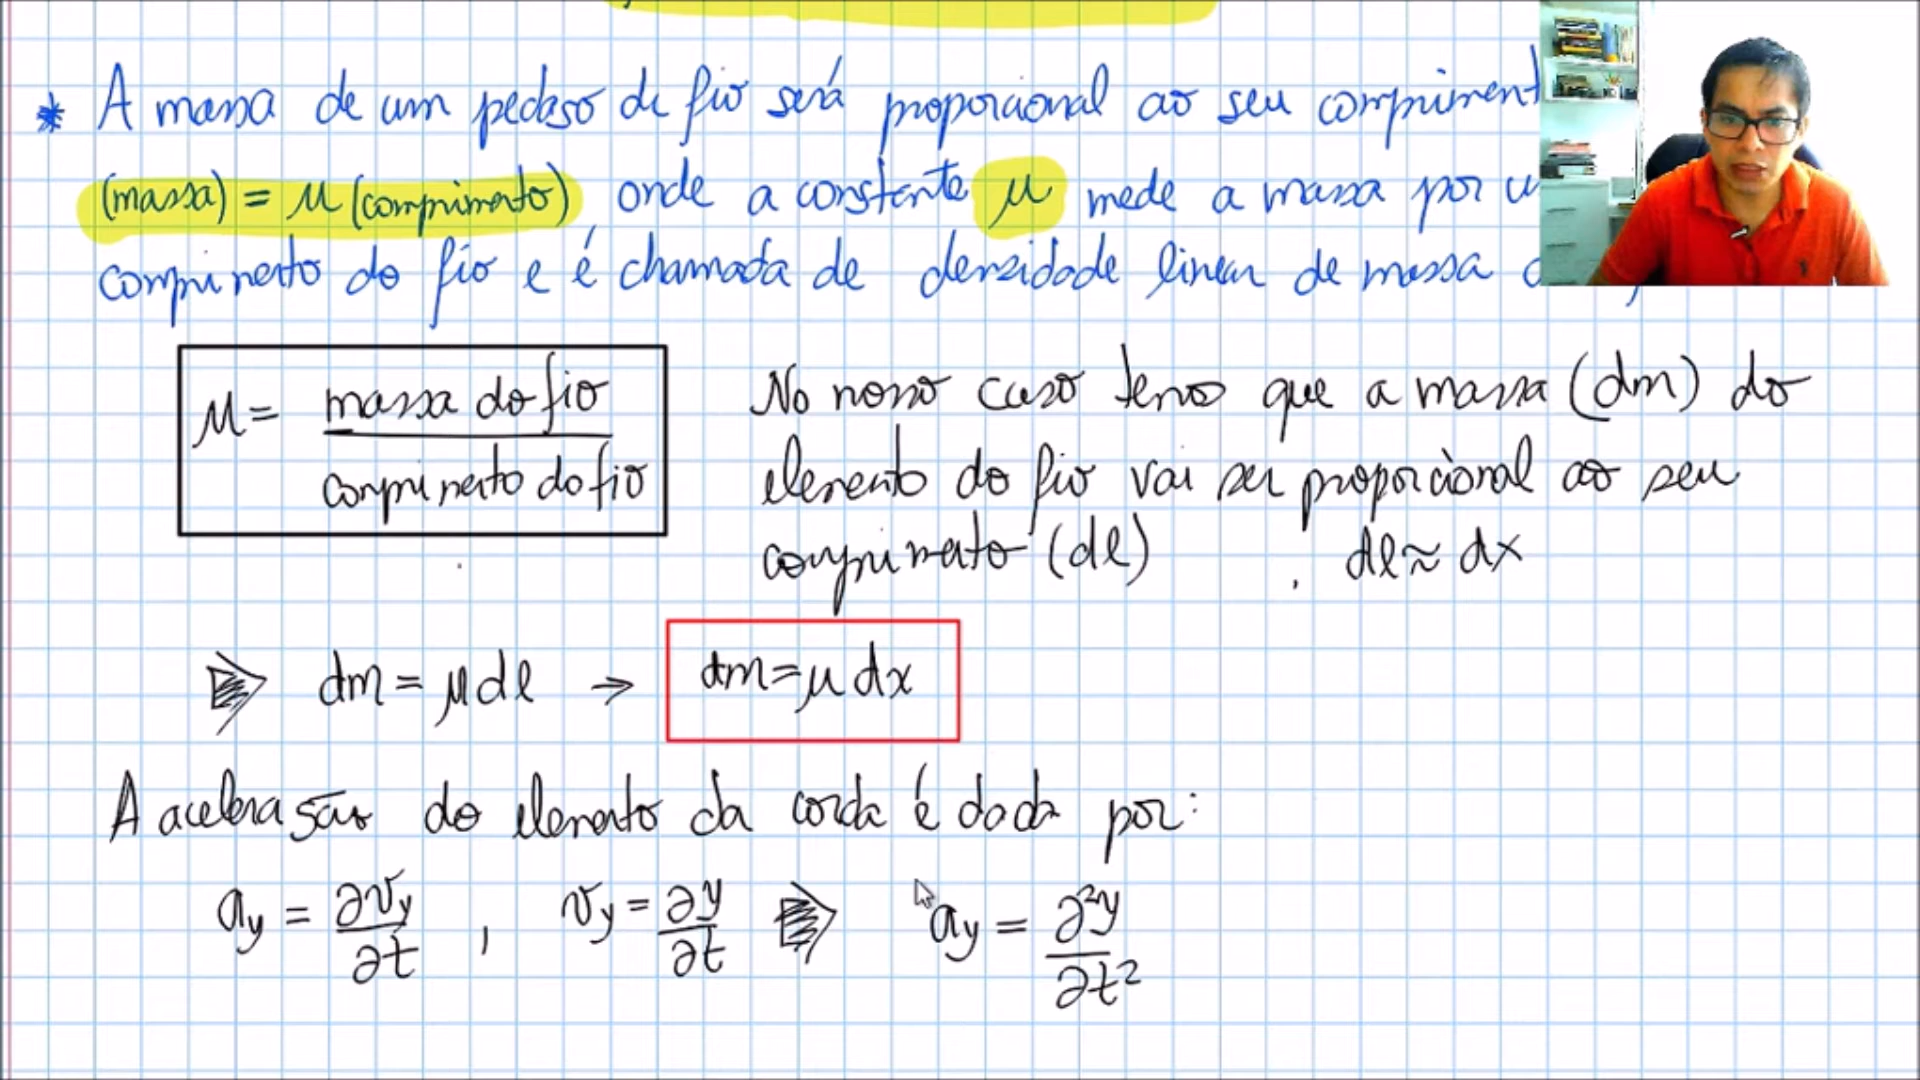 * A massa de um pedaço de fio será proporcional ao seu
(massa) = μ (comprimento) onde a constante μ mede a massa por
comprimento do fio e é chamada de densidade linear de massa
μ = massa do fio / comprimento do fio
No nosso caso temos que a massa (dm) do
elemento do fio vai ser proporcional ao seu
comprimento (dl) , dl ≈ dx
dm = μ dl → dm = μ dx
A aceleração do elemento da corda é dada por:
a_y = ∂v_y/∂t , v_y = ∂y/∂t a_y = ∂²y/∂t²